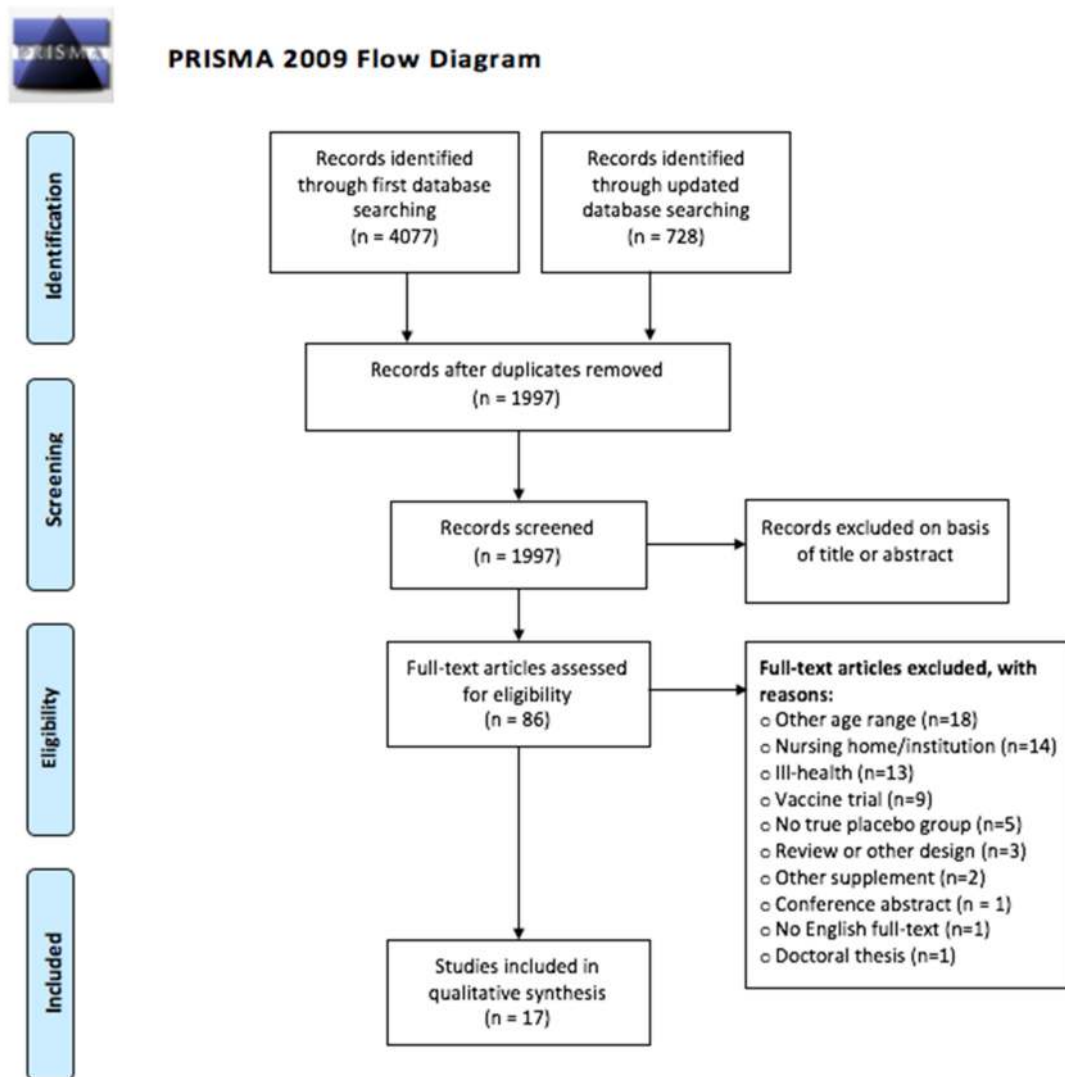 PRISMA
PRISMA 2009 Flow Diagram
Identification
Records identified
through first database
searching
(n = 4077)
Records identified
through updated
database searching
(n = 728)
Records after duplicates removed
(n = 1997)
Screening
Records screened
(n = 1997)
Records excluded on basis
of title or abstract
Eligibility
Full-text articles assessed
for eligibility
(n = 86)
Full-text articles excluded, with
reasons:
o Other age range (n=18)
o Nursing home/institution (n=14)
o Ill-health (n=13)
o Vaccine trial (n=9)
o No true placebo group (n=5)
o Review or other design (n=3)
o Other supplement (n=2)
o Conference abstract (n = 1)
o No English full-text (n=1)
o Doctoral thesis (n=1)
Included
Studies included in
qualitative synthesis
(n = 17)